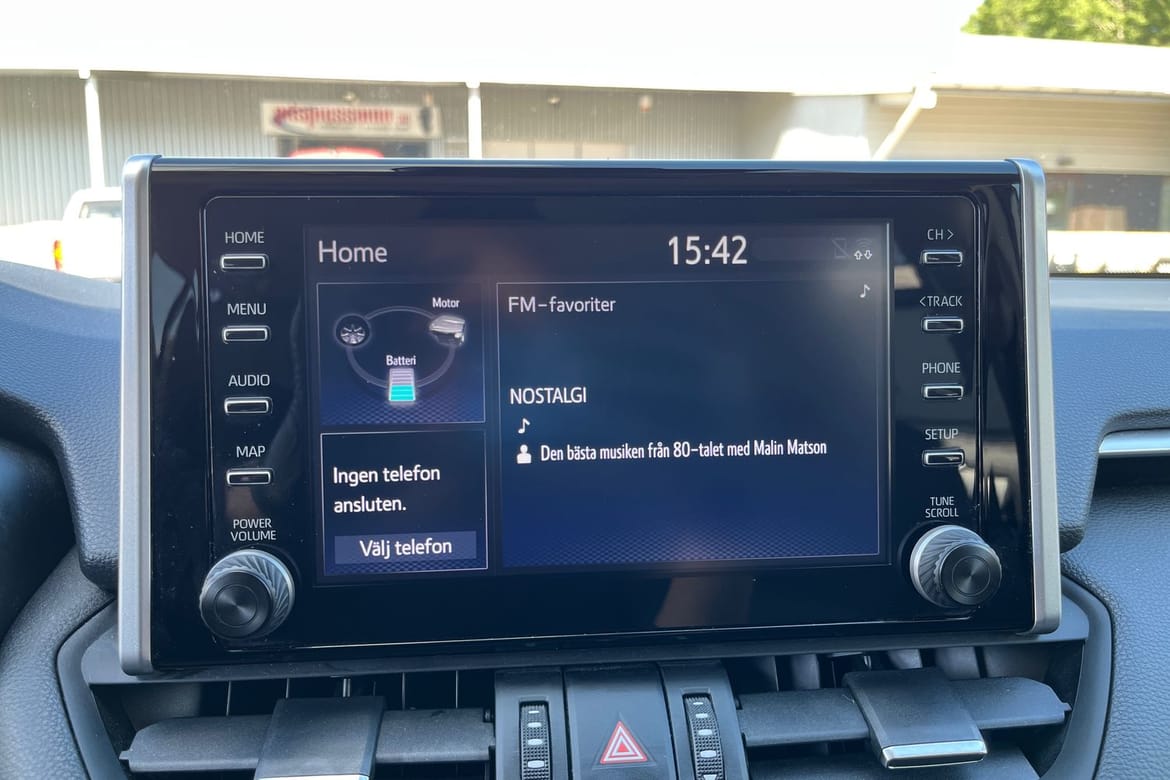 HOME
MENU
AUDIO
MAP
POWER
VOLUME
Home
15:42
Motor
Batteri
Ingen telefon
ansluten.
Välj telefon
FM-favoriter
NOSTALGI
Den bästa musiken från 80-talet med Malin Matson
CH >
< TRACK
PHONE
SETUP
TUNE
SCROLL